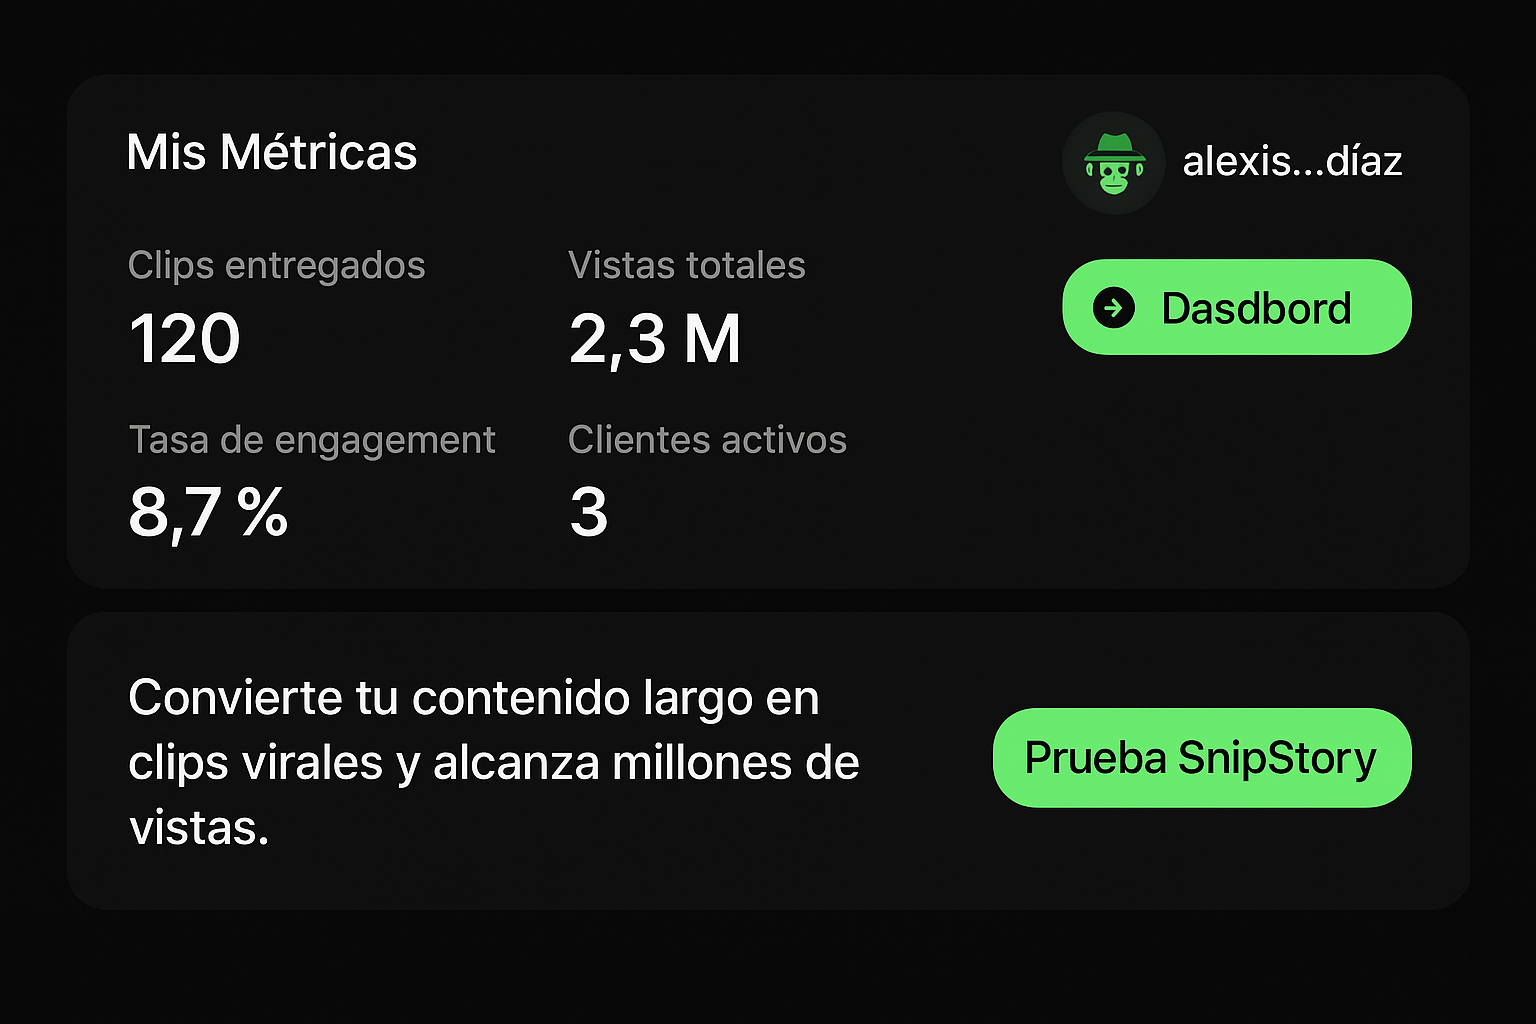 Mis Métricas
alexis...díaz
Clips entregados
120
Vistas totales
2,3 M
Dasdbord
Tasa de engagement
8,7 %
Clientes activos
3
Convierte tu contenido largo en
clips virales y alcanza millones de
vistas.
Prueba SnipStory